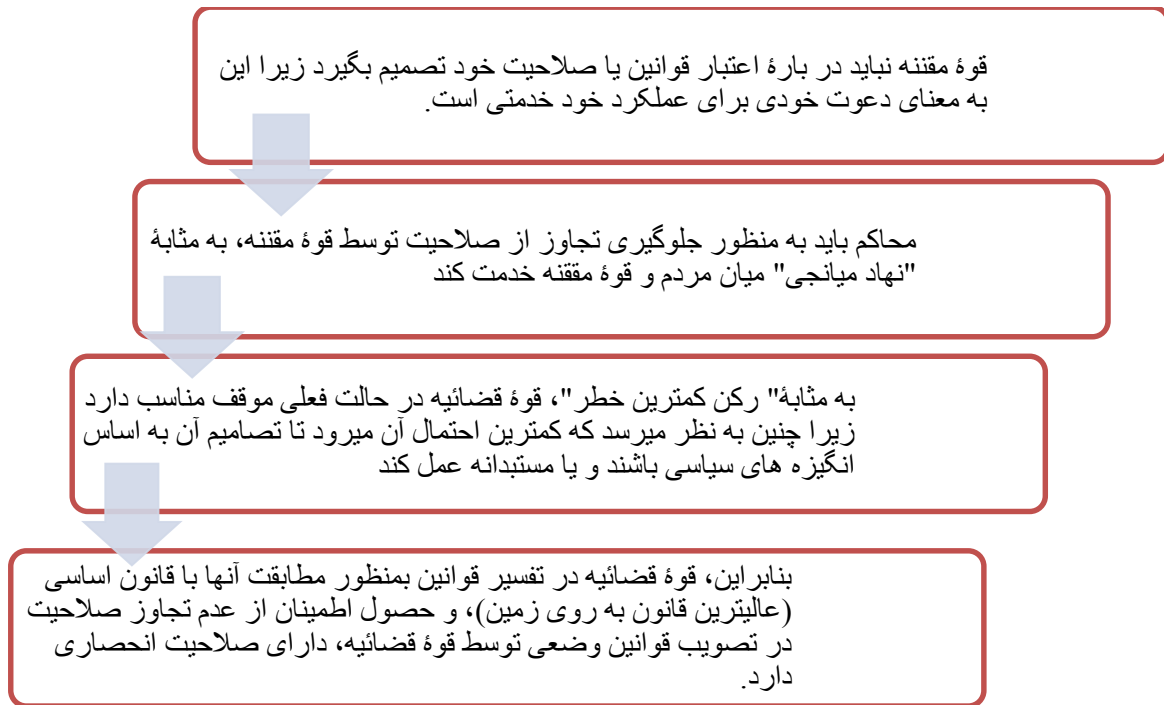 قوۀ مقننه نباید در بارۀ اعتبار قوانین یا صلاحیت خود تصمیم بگیرد زیرا این
به معنای دعوت خودی برای عملکرد خود خدمتی است.
محاکم باید به منظور جلوگیری تجاوز از صلاحیت توسط قوۀ مقننه، به مثابۀ
"نهاد میانجی" میان مردم و قوۀ مققنه خدمت کند
به مثابۀ" رکن کمترین خطر"، قوۀ قضائیه در حالت فعلی موقف مناسب دارد
زیرا چنین به نظر میرسد که کمترین احتمال آن میرود تا تصامیم آن به اساس
انگیزه های سیاسی باشند و یا مستبدانه عمل کند
بنابراین، قوۀ قضائیه در تفسیر قوانین بمنظور مطابقت آنها با قانون اساسی
(عالیترین قانون به روی زمین)، و حصول اطمینان از عدم تجاوز صلاحیت
در تصویب قوانین وضعی توسط قوۀ قضائیه، دارای صلاحیت انحصاری
دارد.